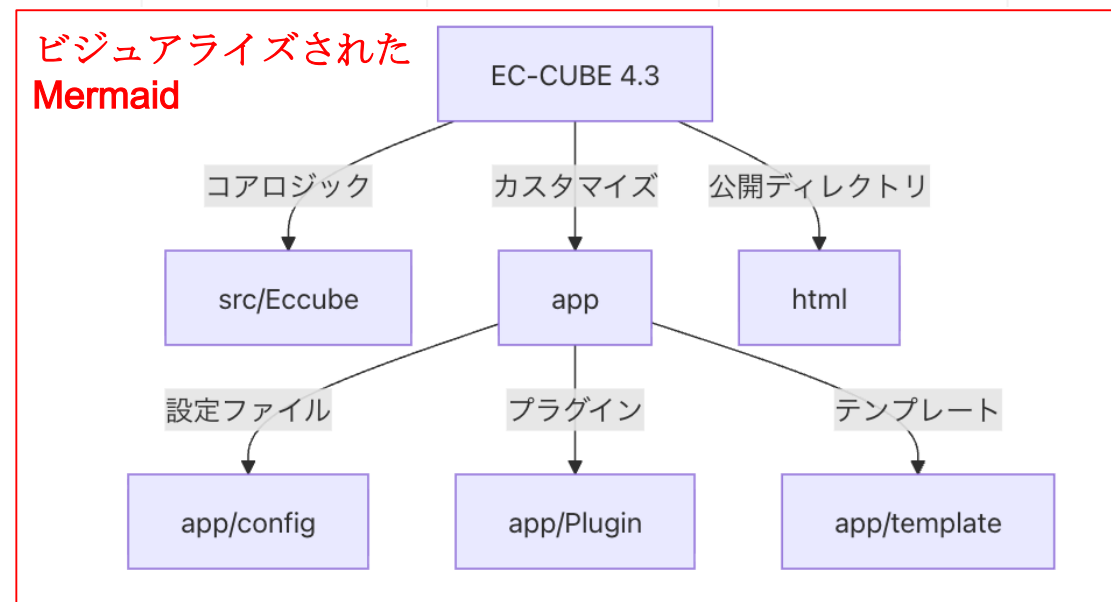 ビジュアライズされた
Mermaid
EC-CUBE 4.3
コアロジック
カスタマイズ
公開ディレクトリ
src/Eccube
app
html
設定ファイル
プラグイン
テンプレート
app/config
app/Plugin
app/template